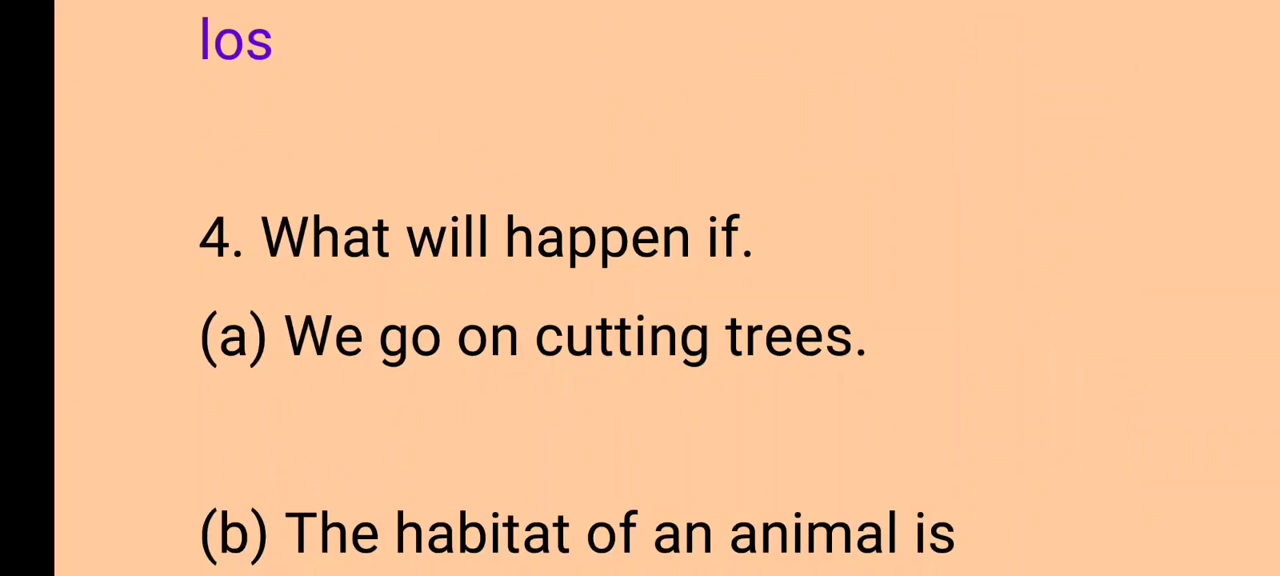 los
4. What will happen if.
(a) We go on cutting trees.
(b) The habitat of an animal is